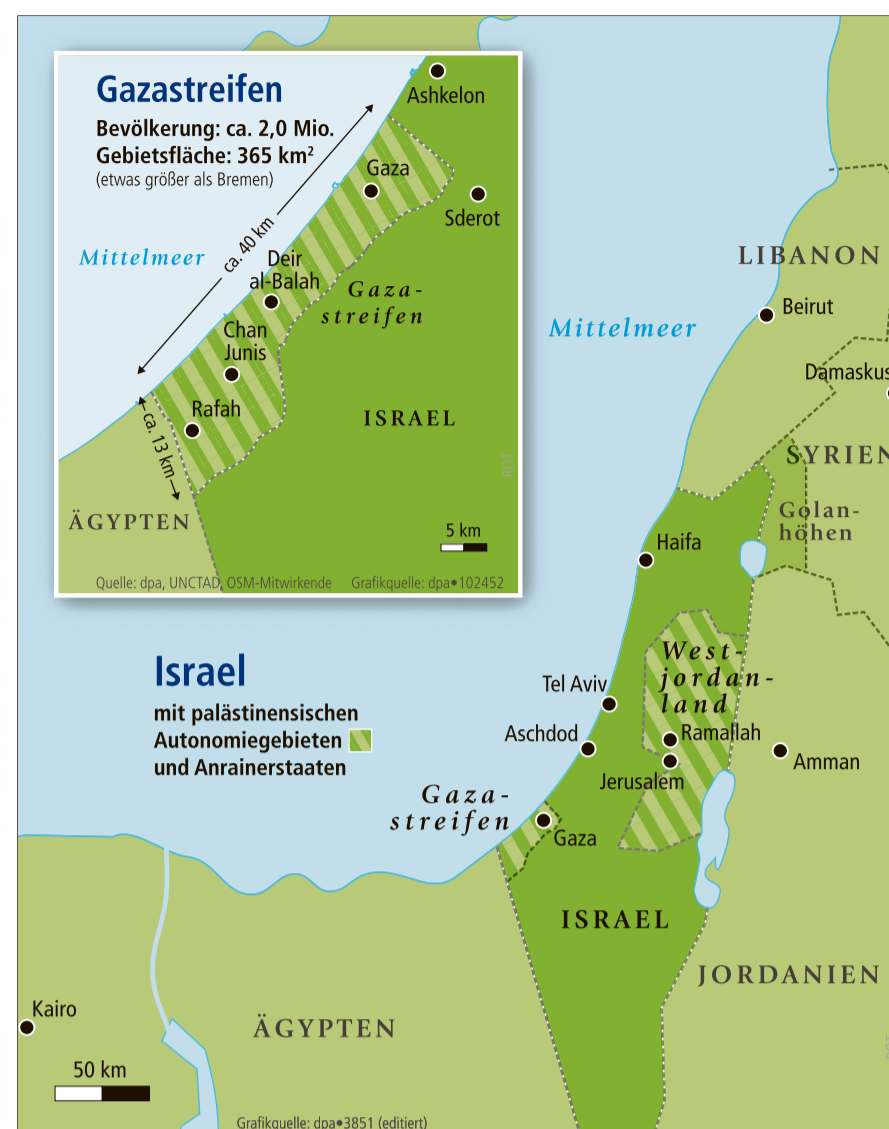 Gazastreifen
Bevölkerung: ca. 2,0 Mio.
Gebietsfläche: 365 km²
(etwas größer als Bremen)
Ashkelon
Gaza
Sderot
ca. 40 km
Mittelmeer
Deir
al-Balah
Gaza-
streifen
Chan
Junis
Rafah
ca. 13 km
ISRAEL
ROT
ÄGYPTEN
5 km
Quelle: dpa, UNCTAD, OSM-Mitwirkende
Grafikquelle: dpa•102452
LIBANON
Beirut
Mittelmeer
Damaskus
SYRIEN
Golan-
höhen
Haifa
Israel
mit palästinensischen
Autonomiegebieten
und Anrainerstaaten
West-
jordan-
land
Tel Aviv
Aschdod
Ramallah
Jerusalem
Amman
Gaza-
streifen
Gaza
ISRAEL
JORDANIEN
Kairo
ÄGYPTEN
50 km
ROT
Grafikquelle: dpa•3851 (editiert)